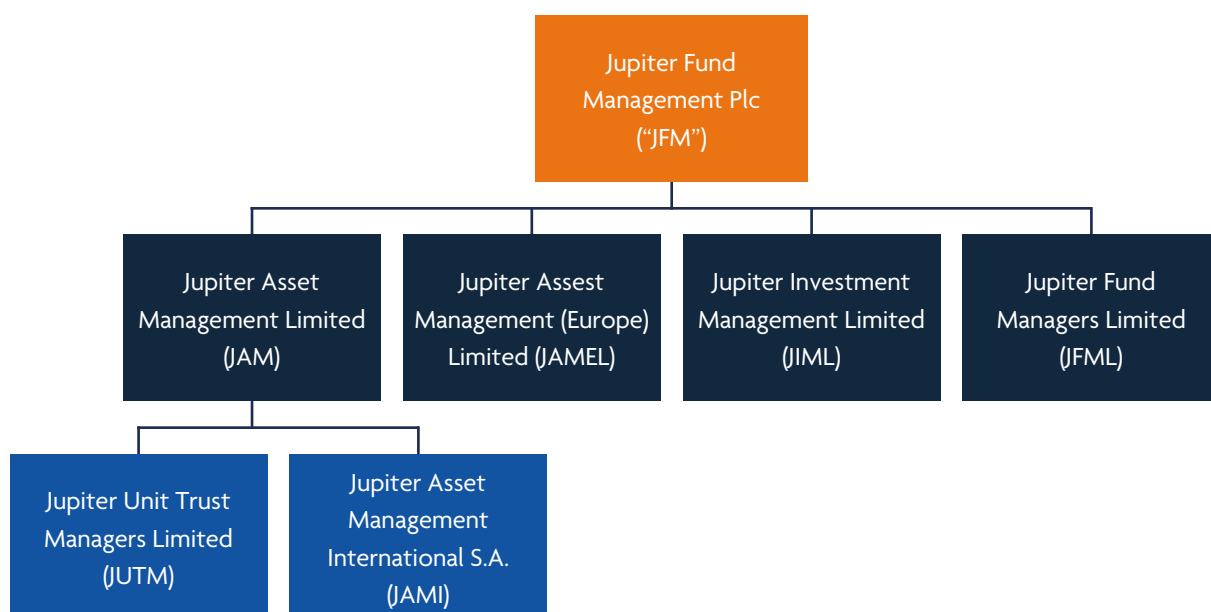 Jupiter Fund
Management Plc
(“JFM”)
Jupiter Asset
Management Limited
(JAM)
Jupiter Assest
Management (Europe)
Limited (JAMEL)
Jupiter Investment
Management Limited
(JIML)
Jupiter Fund
Managers Limited
(JFML)
Jupiter Unit Trust
Managers Limited
(JUTM)
Jupiter Asset
Management
International S.A.
(JAMI)